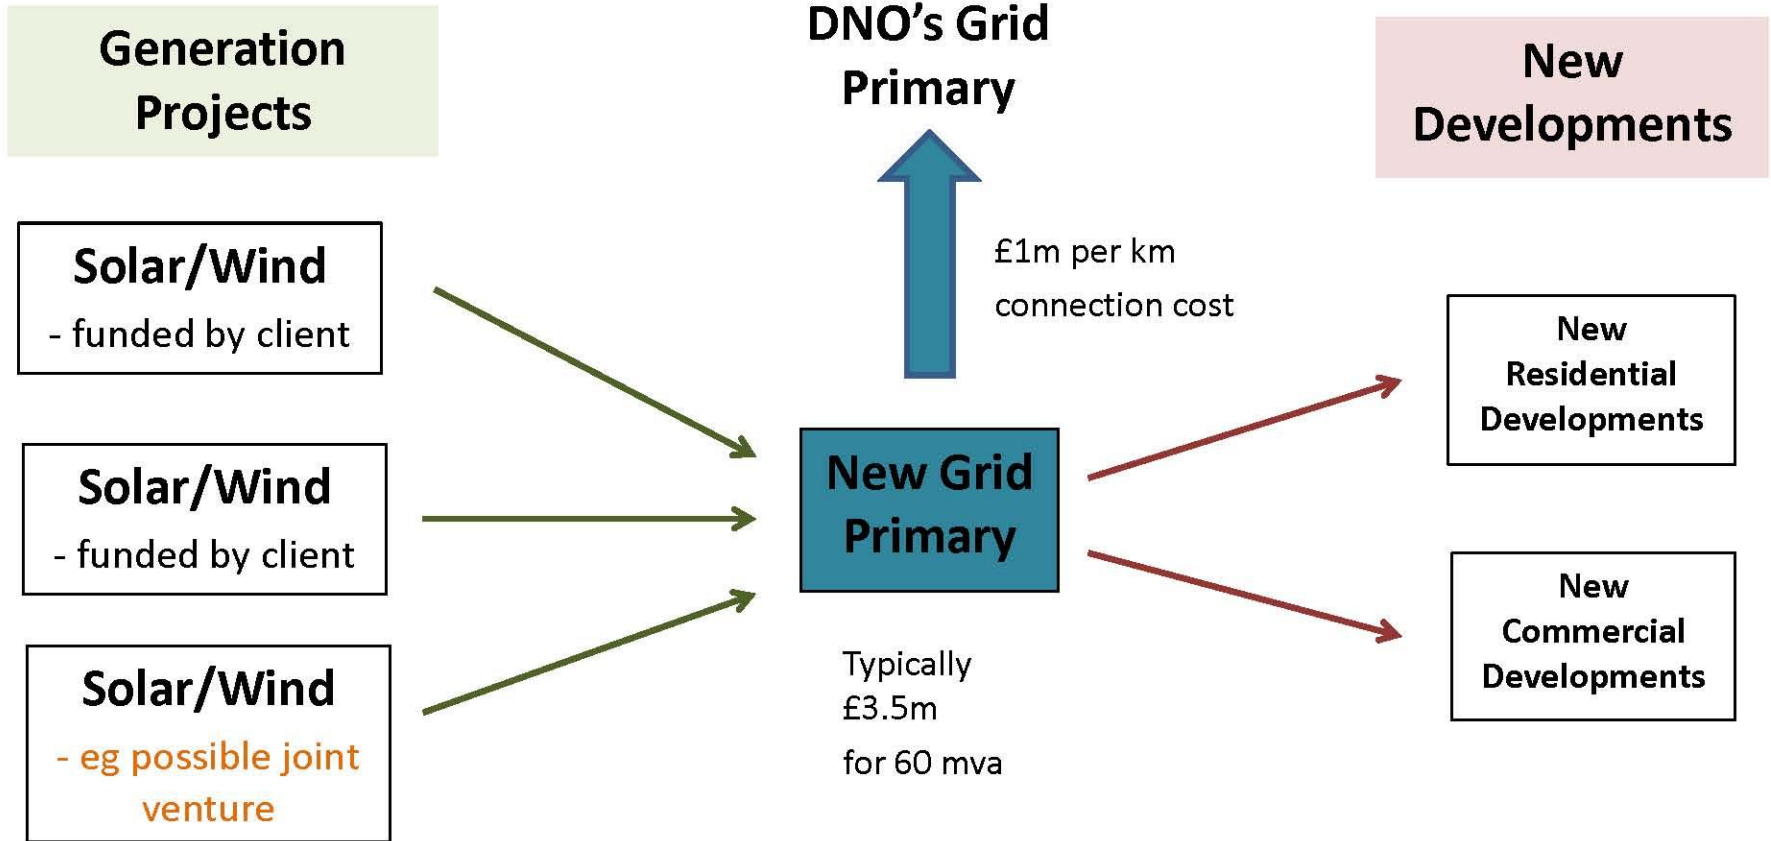 Generation
Projects
Solar/Wind
- funded by client
Solar/Wind
- funded by client
Solar/Wind
- eg possible joint
venture
DNO’s Grid
Primary
£1m per km
connection cost
New Grid
Primary
Typically
£3.5m
for 60 mva
New
Developments
New
Residential
Developments
New
Commercial
Developments